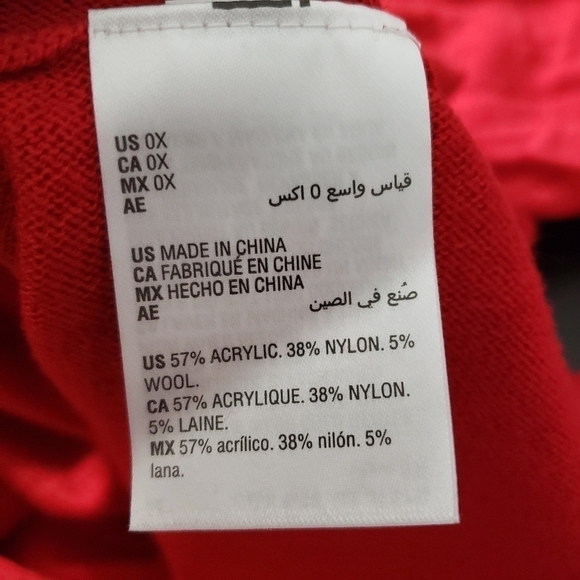 US 0X
CA 0X
MX 0X
AE قياس واسع 0 اكس
US MADE IN CHINA
CA FABRIQUÉ EN CHINE
MX HECHO EN CHINA
AE صُنع في الصين
US 57% ACRYLIC. 38% NYLON. 5%
WOOL.
CA 57% ACRYLIQUE. 38% NYLON.
5% LAINE.
MX 57% acrílico. 38% nilón. 5%
lana.